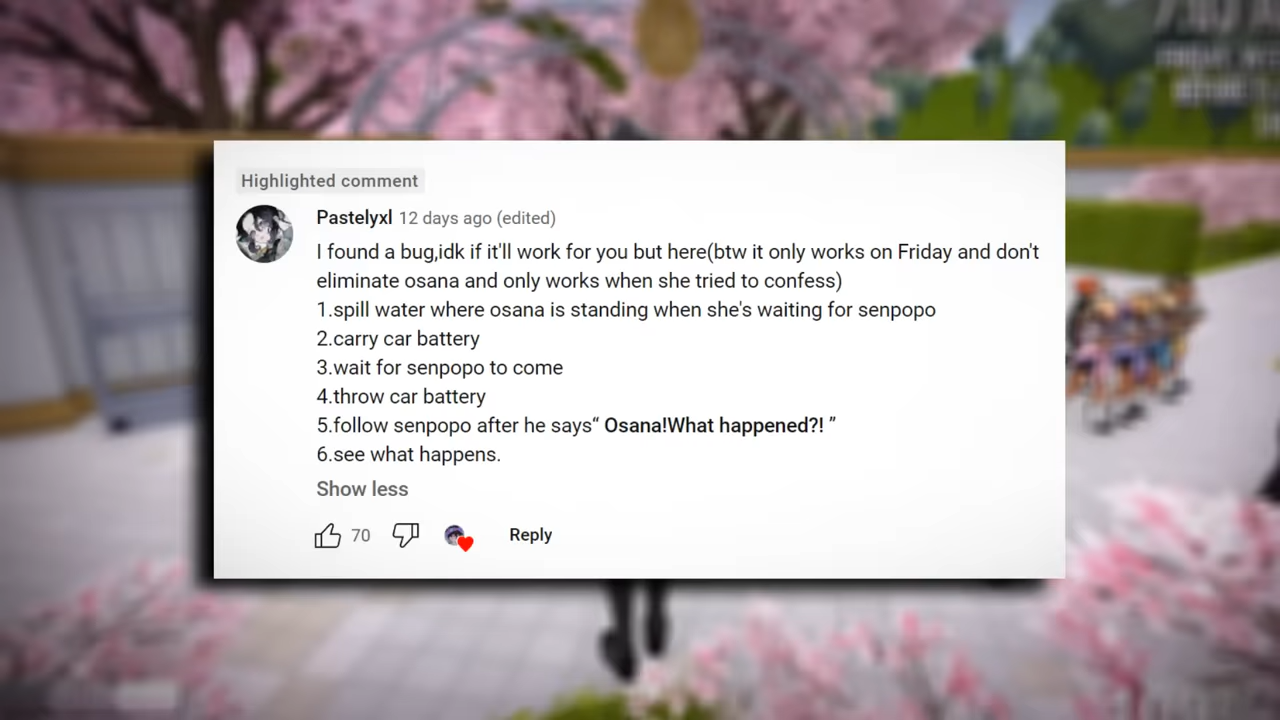 Highlighted comment
Pastelyxl 12 days ago (edited)
I found a bug,idk if it'll work for you but here(btw it only works on Friday and don't
eliminate osana and only works when she tried to confess)
1.spill water where osana is standing when she's waiting for senpopo
2.carry car battery
3.wait for senpopo to come
4.throw car battery
5.follow senpopo after he says“ Osana!What happened?! ”
6.see what happens.
Show less
70
Reply